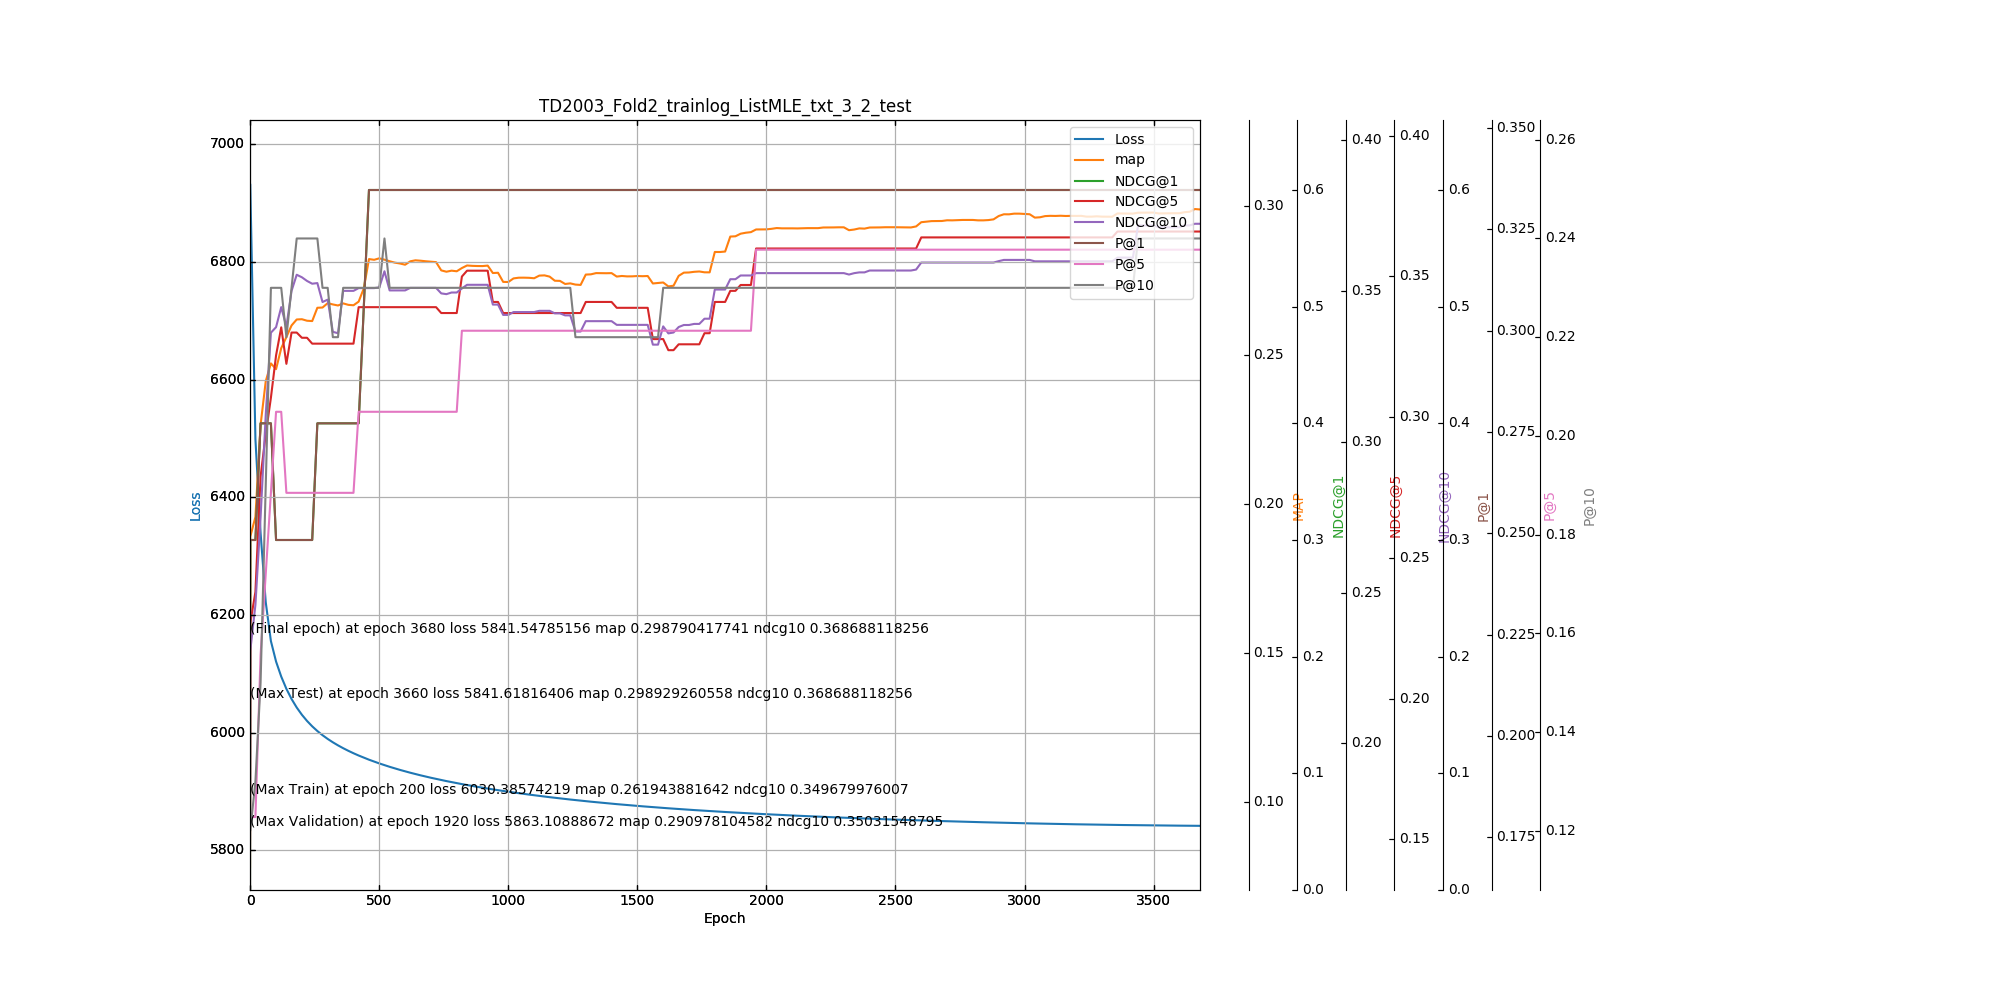 TD2003_Fold2_trainlog_ListMLE_txt_3_2_test
7000
6800
6600
6400
6200
6000
5800
Loss
0
500
1000
1500
2000
2500
3000
3500
Epoch
Loss
map
NDCG@1
NDCG@5
NDCG@10
P@1
P@5
P@10
(Final epoch) at epoch 3680 loss 5841.54785156 map 0.298790417741 ndcg10 0.368688118256
(Max Test) at epoch 3660 loss 5841.61816406 map 0.298929260558 ndcg10 0.368688118256
(Max Train) at epoch 200 loss 6030.38574219 map 0.261943881642 ndcg10 0.349679976007
(Max Validation) at epoch 1920 loss 5863.10888672 map 0.290978104582 ndcg10 0.35031548795
0.30
0.25
0.20
0.15
0.10
MAP
0.6
0.5
0.4
0.3
0.2
0.1
0.0
NDCG@1
0.40
0.35
0.30
0.25
0.20
NDCG@5
0.40
0.35
0.30
0.25
0.20
0.15
NDCG@10
0.6
0.5
0.4
0.3
0.2
0.1
0.0
P@1
0.350
0.325
0.300
0.275
0.250
0.225
0.200
0.175
P@5
0.26
0.24
0.22
0.20
0.18
0.16
0.14
0.12
P@10